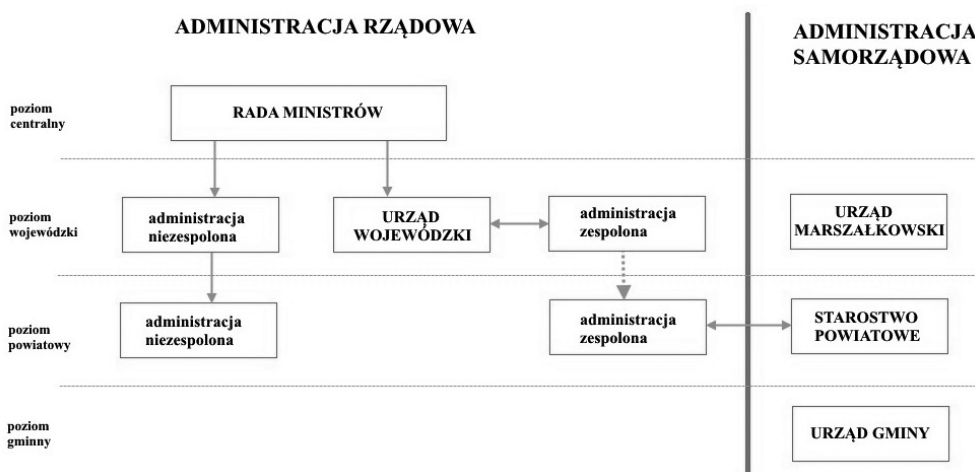 ADMINISTRACJA RZĄDOWA
ADMINISTRACJA
SAMORZĄDOWA
poziom
centralny
RADA MINISTRÓW
poziom
wojewódzki
administracja
niezespolona
URZĄD
WOJEWÓDZKI
administracja
zespolona
URZĄD
MARSZAŁKOWSKI
poziom
powiatowy
administracja
niezespolona
administracja
zespolona
STAROSTWO
POWIATOWE
poziom
gminny
URZĄD GMINY